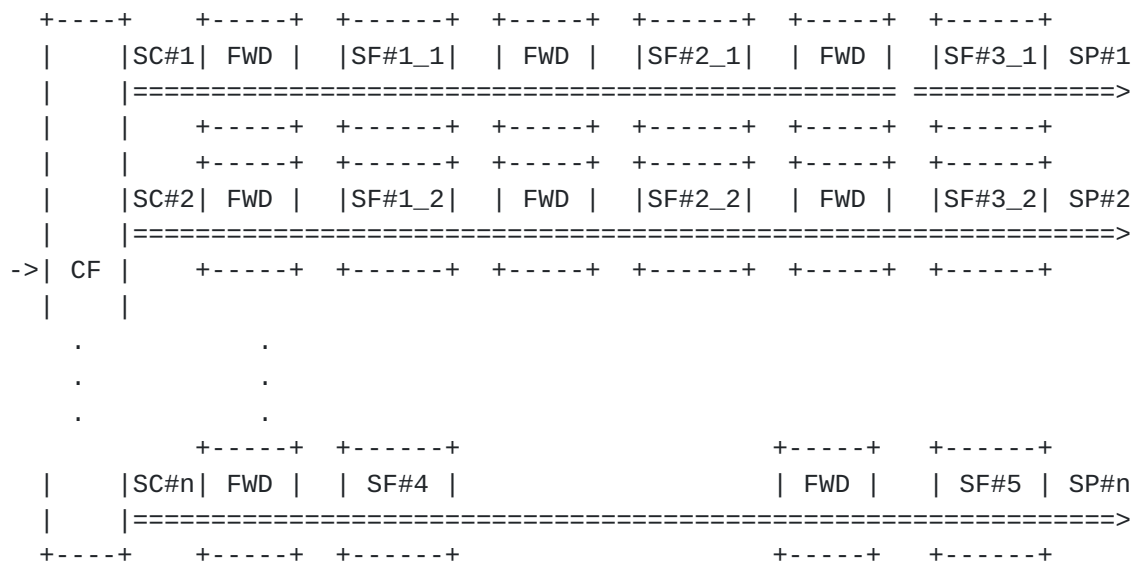 +----+    +-----+  +------+  +-----+  +------+  +-----+  +------+
|    |SC#1| FWD |  |SF#1_1|  | FWD |  |SF#2_1|  | FWD |  |SF#3_1| SP#1
|    |================================================= =============>
|    |    +-----+  +------+  +-----+  +------+  +-----+  +------+
|    |    +-----+  +------+  +-----+  +------+  +-----+  +------+
|    |SC#2| FWD |  |SF#1_2|  | FWD |  |SF#2_2|  | FWD |  |SF#3_2| SP#2
|    |===============================================================>
->| CF |    +-----+  +------+  +-----+  +------+  +-----+  +------+
|    |
.            .
.            .
.            .
+-----+  +------+                     +-----+   +------+
|    |SC#n| FWD |  | SF#4 |                     | FWD |   | SF#5 | SP#n
|    |===============================================================>
+----+    +-----+  +------+                     +-----+   +------+